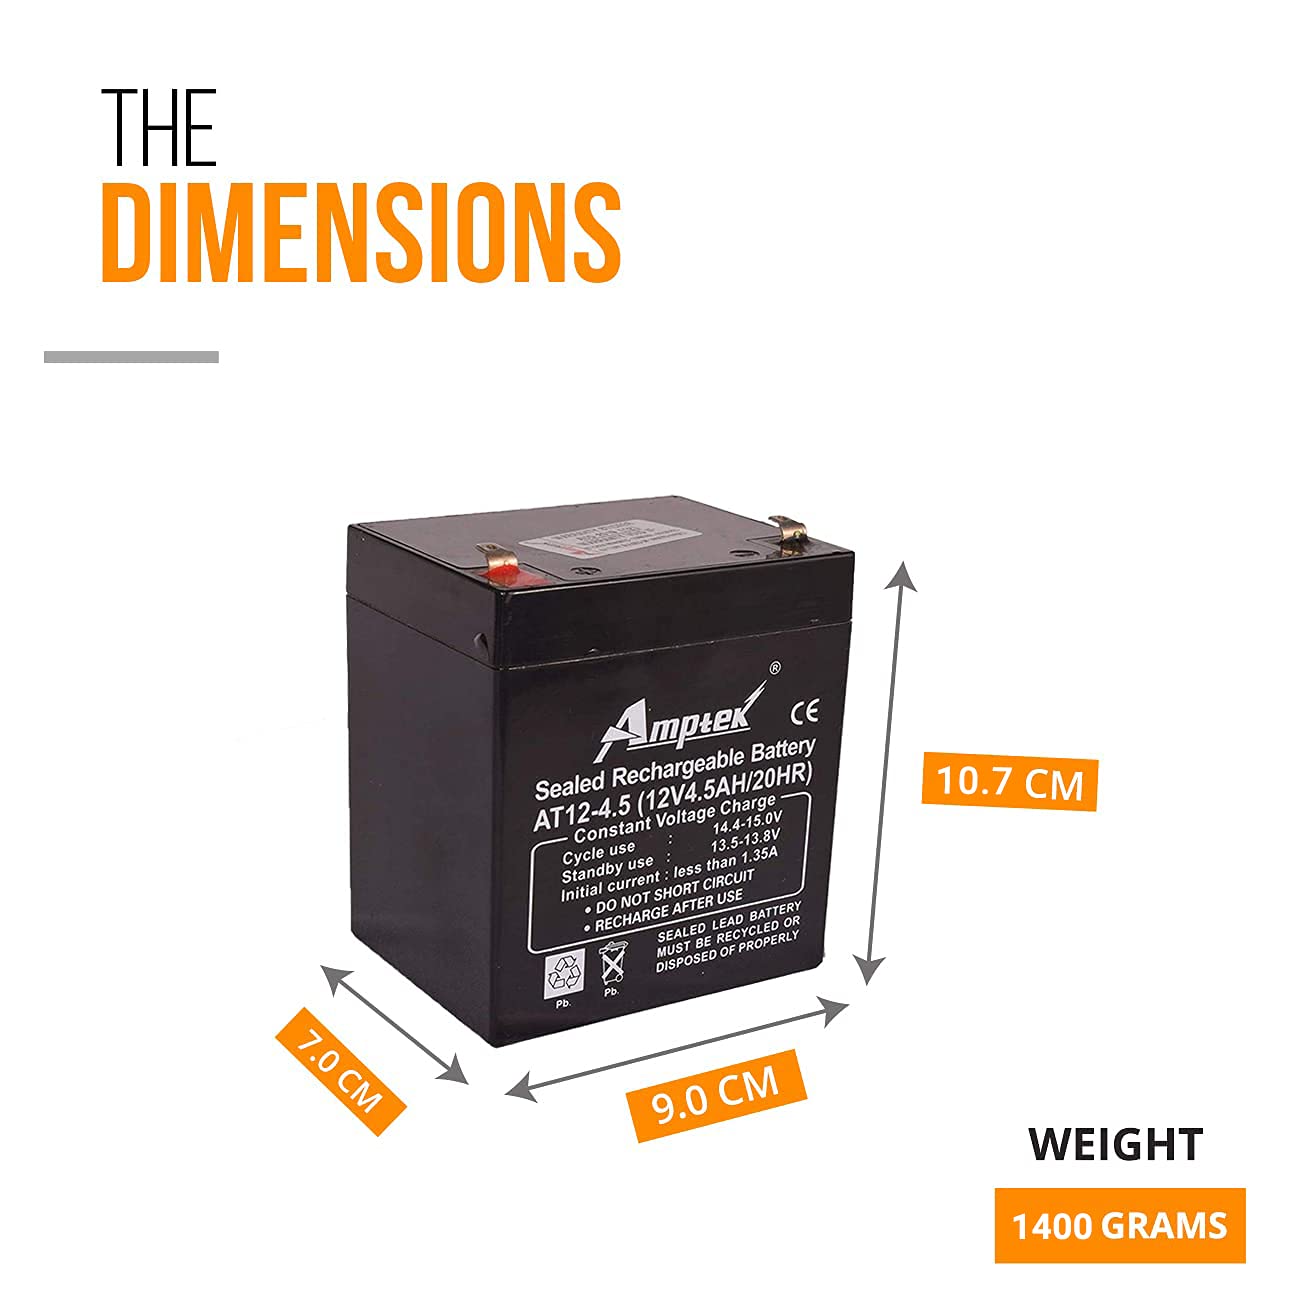 THE
DIMENSIONS
Amptek ®
CE
Sealed Rechargeable Battery
AT12-4.5 (12V4.5AH/20HR)
Constant Voltage Charge
Cycle use : 14.4-15.0V
Standby use : 13.5-13.8V
Initial current : less than 1.35A
• DO NOT SHORT CIRCUIT
• RECHARGE AFTER USE
SEALED LEAD BATTERY
MUST BE RECYCLED OR
DISPOSED OF PROPERLY
Pb. Pb.
10.7 CM
7.0 CM
9.0 CM
WEIGHT
1400 GRAMS